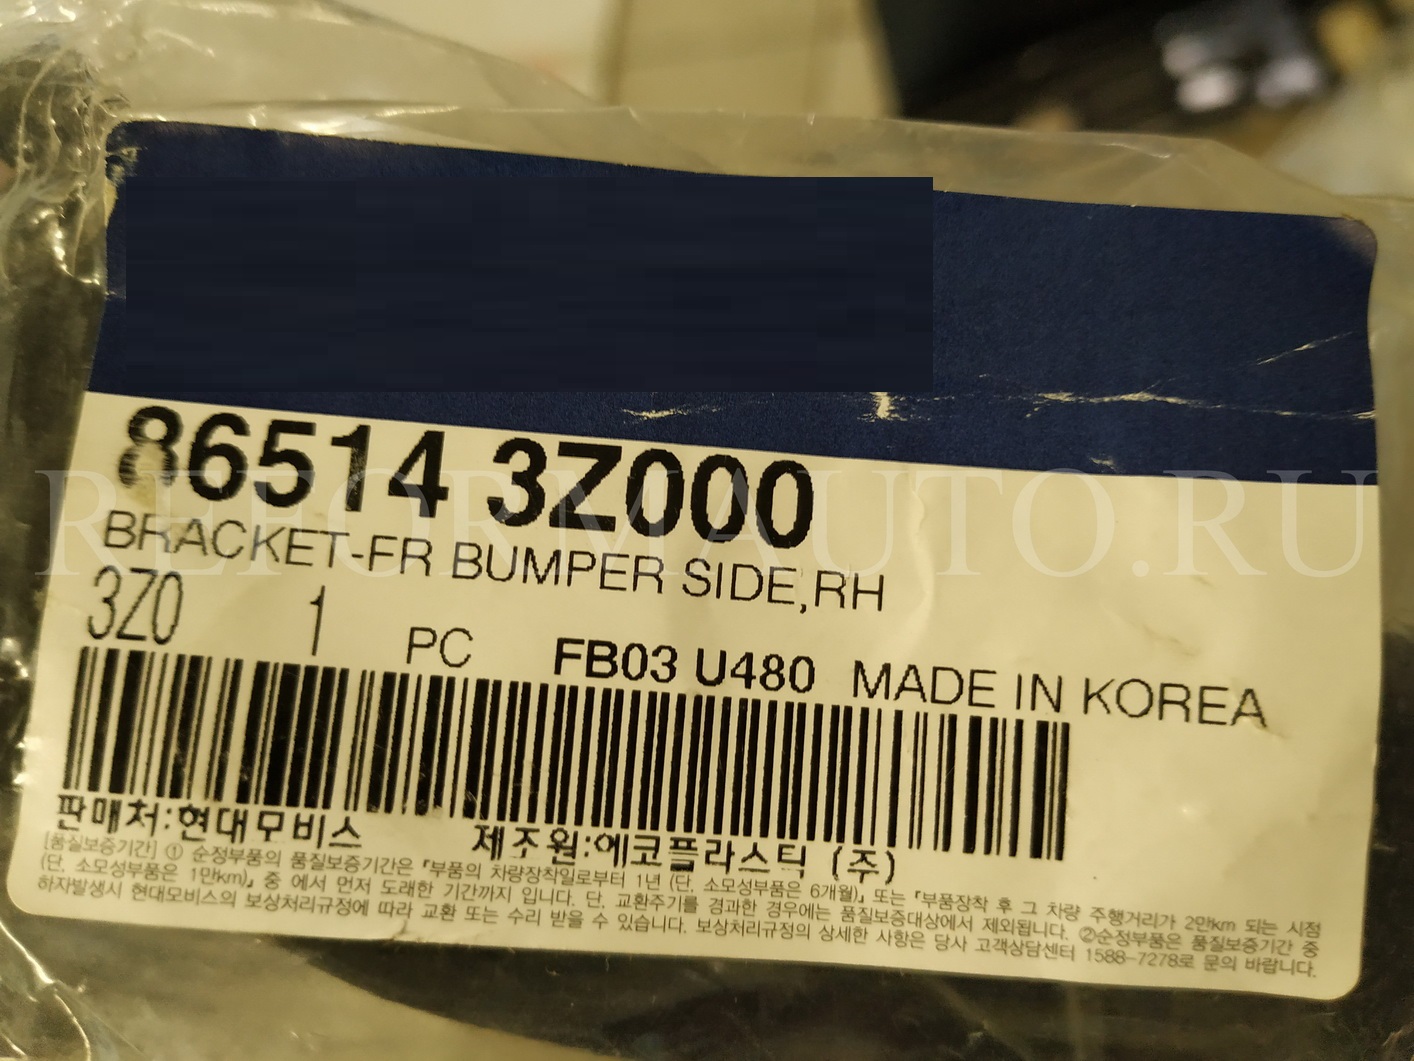 86514 3Z000
BRACKET-FR BUMPER SIDE,RH
3Z0 1 PC FB03 U480 MADE IN KOREA
판매처:현대모비스 제조원:에코플라스틱 (주)
[품질보증기간] ① 순정부품의 품질보증기간은 『부품의 차량장착일로부터 1년 (단, 소모성부품은 6개월)』 또는 『부품장착 후 그 차량 주행거리가 2만km 되는 시점
(단, 소모성부품은 1만km)』 중 에서 먼저 도래한 기간까지 입니다. 단, 교환주기를 경과한 경우에는 품질보증대상에서 제외됩니다. ②순정부품은 품질보증기간 중
하자발생시 현대모비스의 보상처리규정에 따라 교환 또는 수리 받을 수 있습니다. 보상처리규정의 상세한 사항은 당사 고객상담센터 1588-7278로 문의 바랍니다.
REFORMAUTO.RU